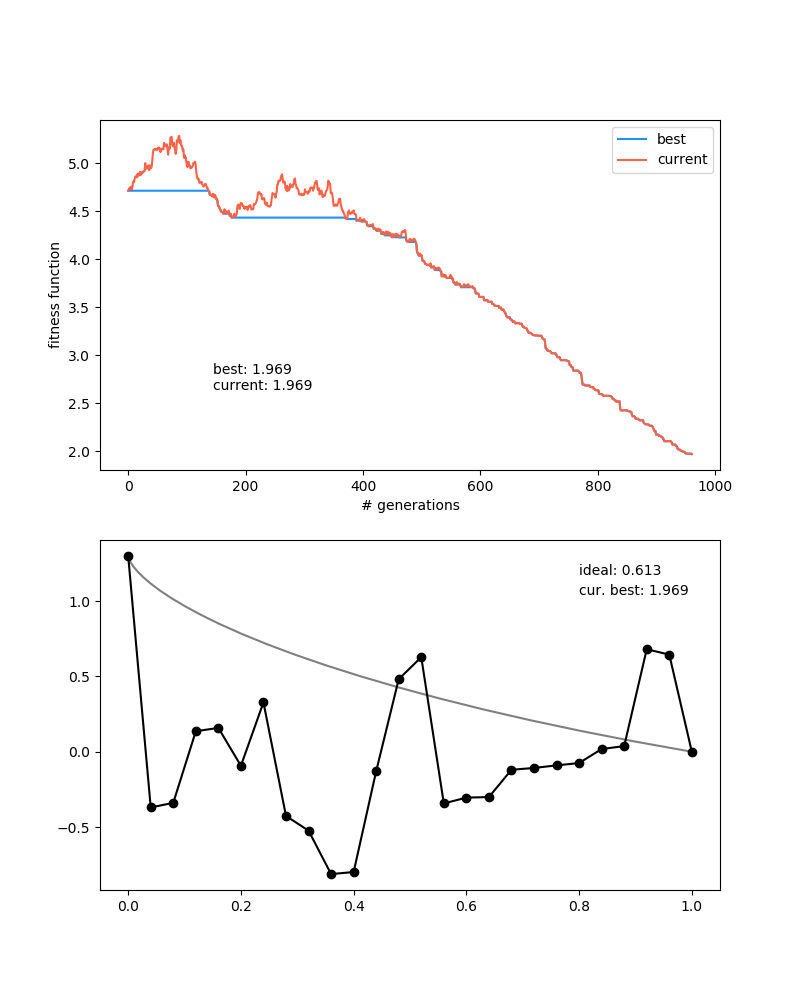 best
current
5.0
4.5
4.0
3.5
3.0
2.5
2.0
fitness function
best: 1.969
current: 1.969
0 200 400 600 800 1000
# generations
ideal: 0.613
cur. best: 1.969
1.0
0.5
0.0
−0.5
0.0 0.2 0.4 0.6 0.8 1.0